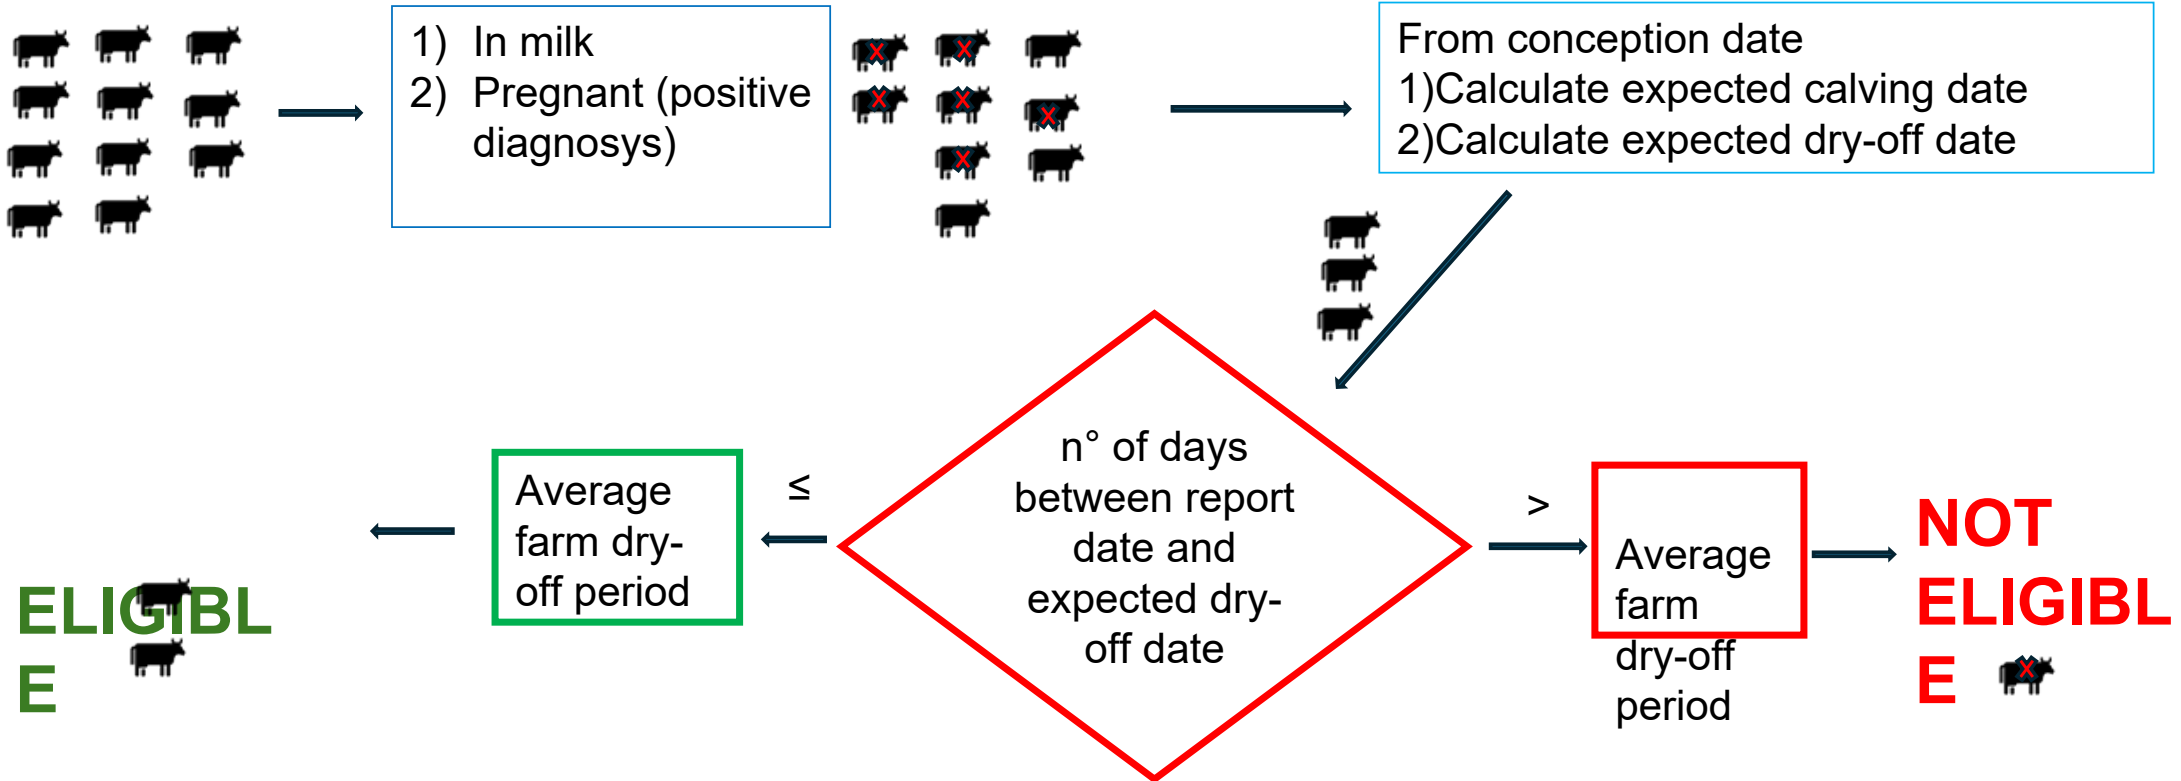 1) In milk
2) Pregnant (positive
diagnosys)
From conception date
1)Calculate expected calving date
2)Calculate expected dry-off date
n° of days
between report
date and
expected dry-
off date
≤
Average
farm dry-
off period
ELIGIBL
E
>
Average
farm
dry-off
period
NOT
ELIGIBL
E